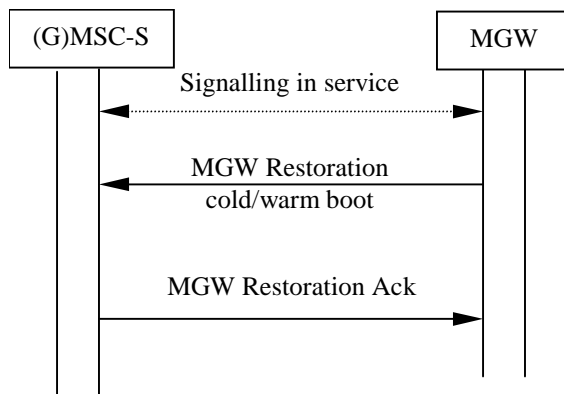 (G)MSC-S
MGW
Signalling in service
MGW Restoration
cold/warm boot
MGW Restoration Ack